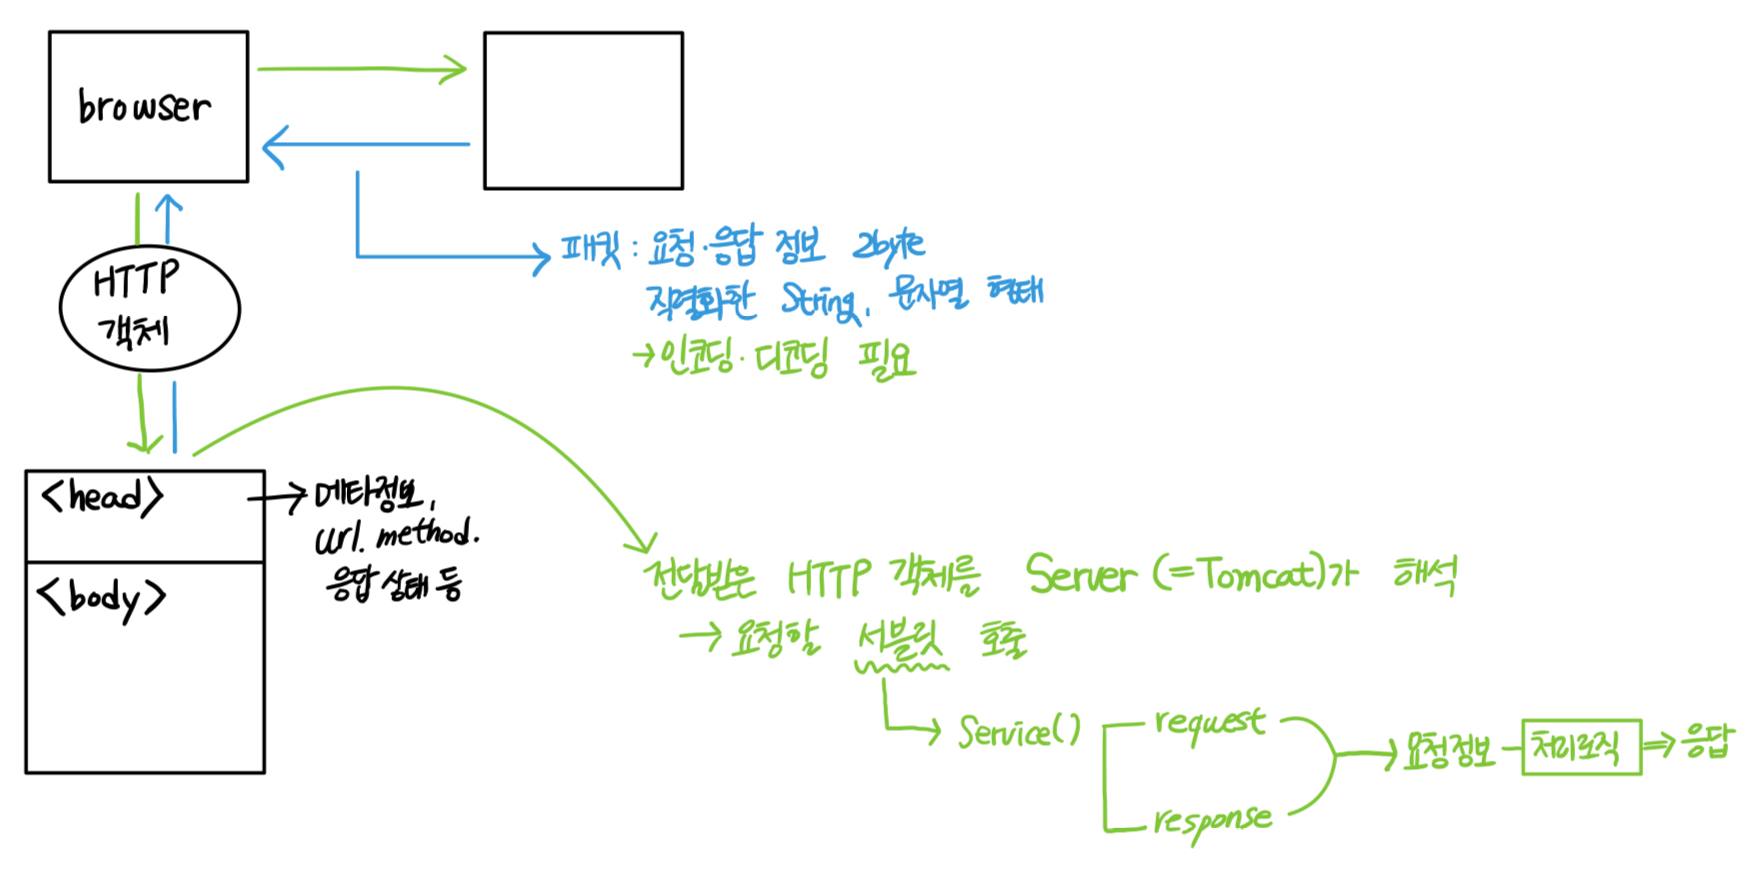 browser
패킷 : 요청·응답 정보 2byte
직렬화한 String, 문자열 형태
→인코딩·디코딩 필요
HTTP
객체
<head>
메타정보,
url. method.
응답 상태 등
<body>
전달받은 HTTP 객체를 Server (=Tomcat)가 해석
→ 요청할 서블릿 호출
Service()
request
response
요청정보
처리로직
응답